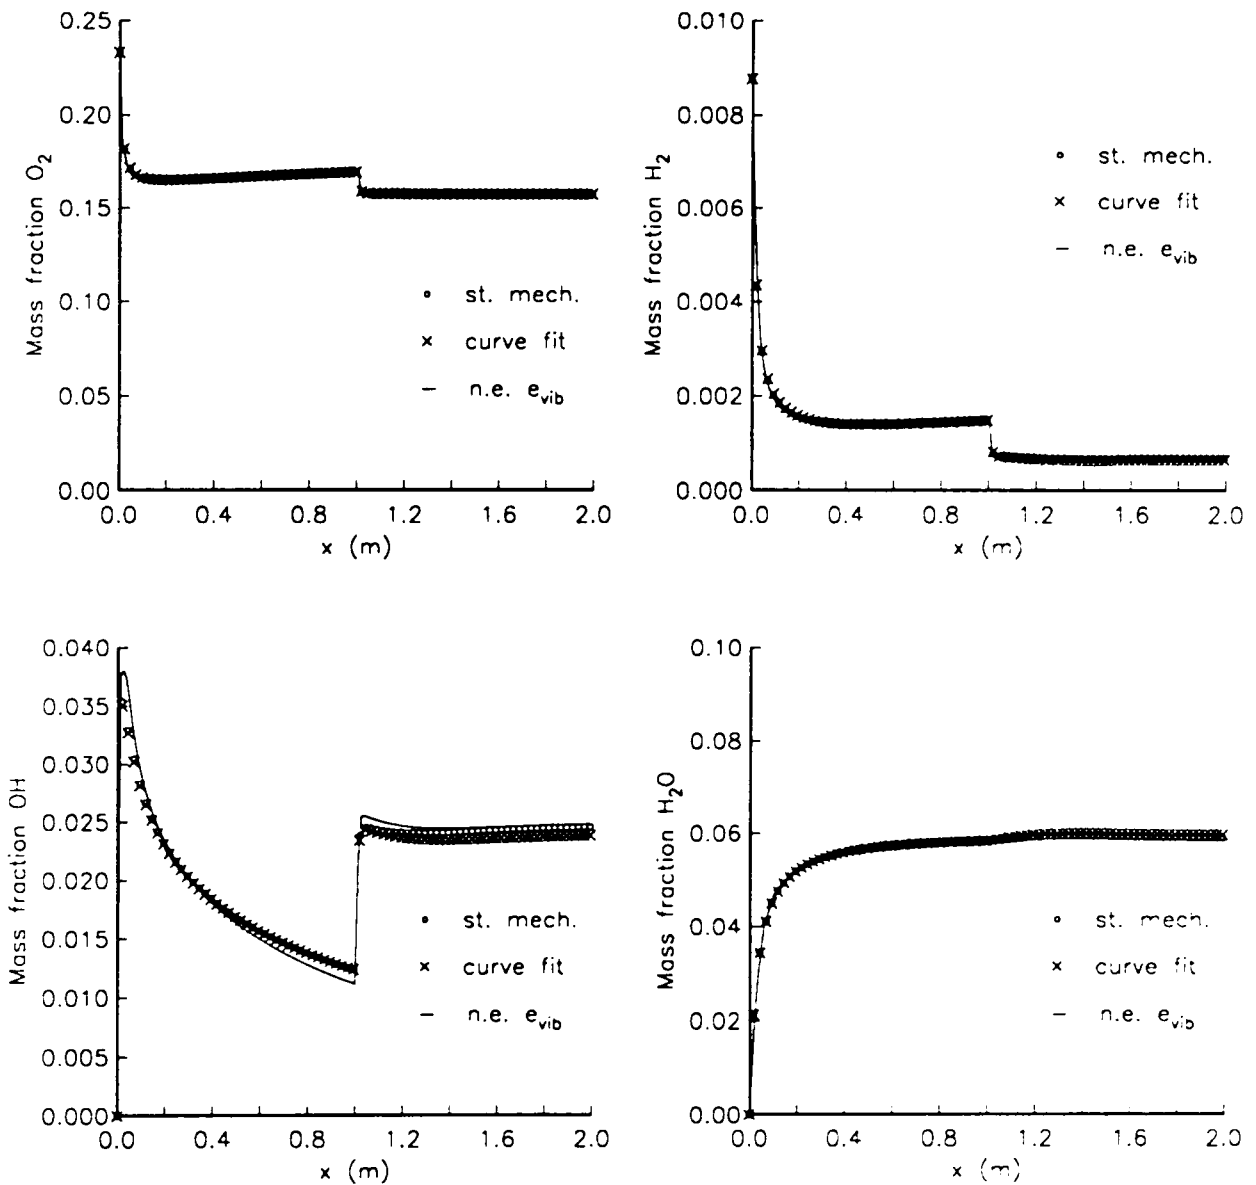 0.25
0.20
0.15
0.10
0.05
0.00
Mass fraction O2
st. mech.
curve fit
n.e. evib
0.0 0.4 0.8 1.2 1.6 2.0
x (m)
0.010
0.008
0.006
0.004
0.002
0.000
Mass fraction H2
st. mech.
curve fit
n.e. evib
0.0 0.4 0.8 1.2 1.6 2.0
x (m)
0.040
0.035
0.030
0.025
0.020
0.015
0.010
0.005
0.000
Mass fraction OH
st. mech.
curve fit
n.e. evib
0.0 0.4 0.8 1.2 1.6 2.0
x (m)
0.10
0.08
0.06
0.04
0.02
0.00
Mass fraction H2O
st. mech.
curve fit
n.e. evib
0.0 0.4 0.8 1.2 1.6 2.0
x (m)